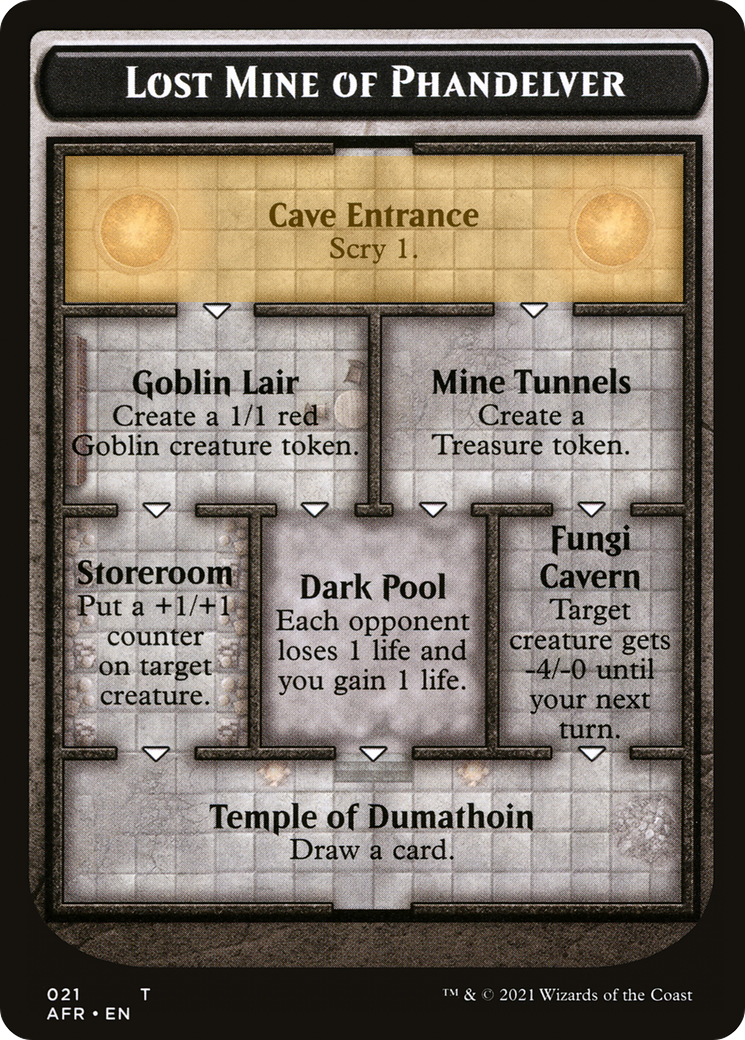 Lost Mine of Phandelver
Cave Entrance
Scry 1.
Goblin Lair
Create a 1/1 red
Goblin creature token.
Mine Tunnels
Create a
Treasure token.
Storeroom
Put a +1/+1
counter
on target
creature.
Dark Pool
Each opponent
loses 1 life and
you gain 1 life.
Fungi
Cavern
Target
creature gets
-4/-0 until
your next
turn.
Temple of Dumathoin
Draw a card.
021 T
AFR • EN
™ & © 2021 Wizards of the Coast